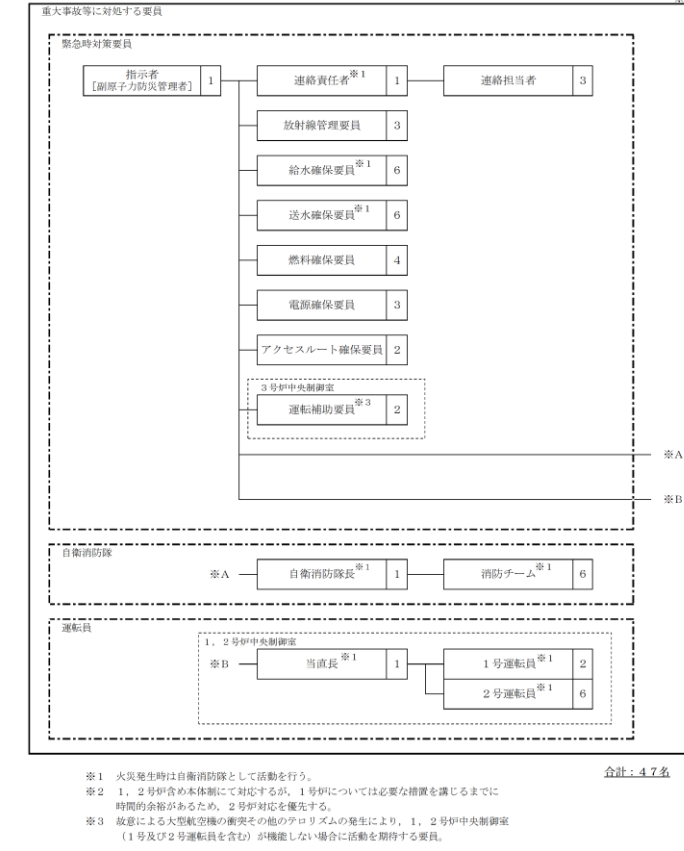 重大事故等に対処する要員
緊急時対策要員
指示者
[副原子力防災管理者]
1
連絡責任者※1
1
連絡担当者
3
放射線管理要員
3
給水確保要員※1
6
送水確保要員※1
6
燃料確保要員
4
電源確保要員
3
アクセスルート確保要員
2
3号炉中央制御室
運転補助要員※3
2
※A
※B
自衛消防隊
※A
自衛消防隊長※1
1
消防チーム※1
6
運転員
1,2号炉中央制御室
※B
当直長※1
1
1号運転員※1
2
2号運転員※1
6
合計:47名
※1 火災発生時は自衛消防隊として活動を行う。
※2 1,2号炉含め本体制にて対応するが,1号炉については必要な措置を講じるまでに
時間的余裕があるため,2号炉対応を優先する。
※3 故意による大型航空機の衝突その他のテロリズムの発生により,1,2号炉中央制御室
(1号及び2号運転員を含む)が機能しない場合に活動を期待する要員。